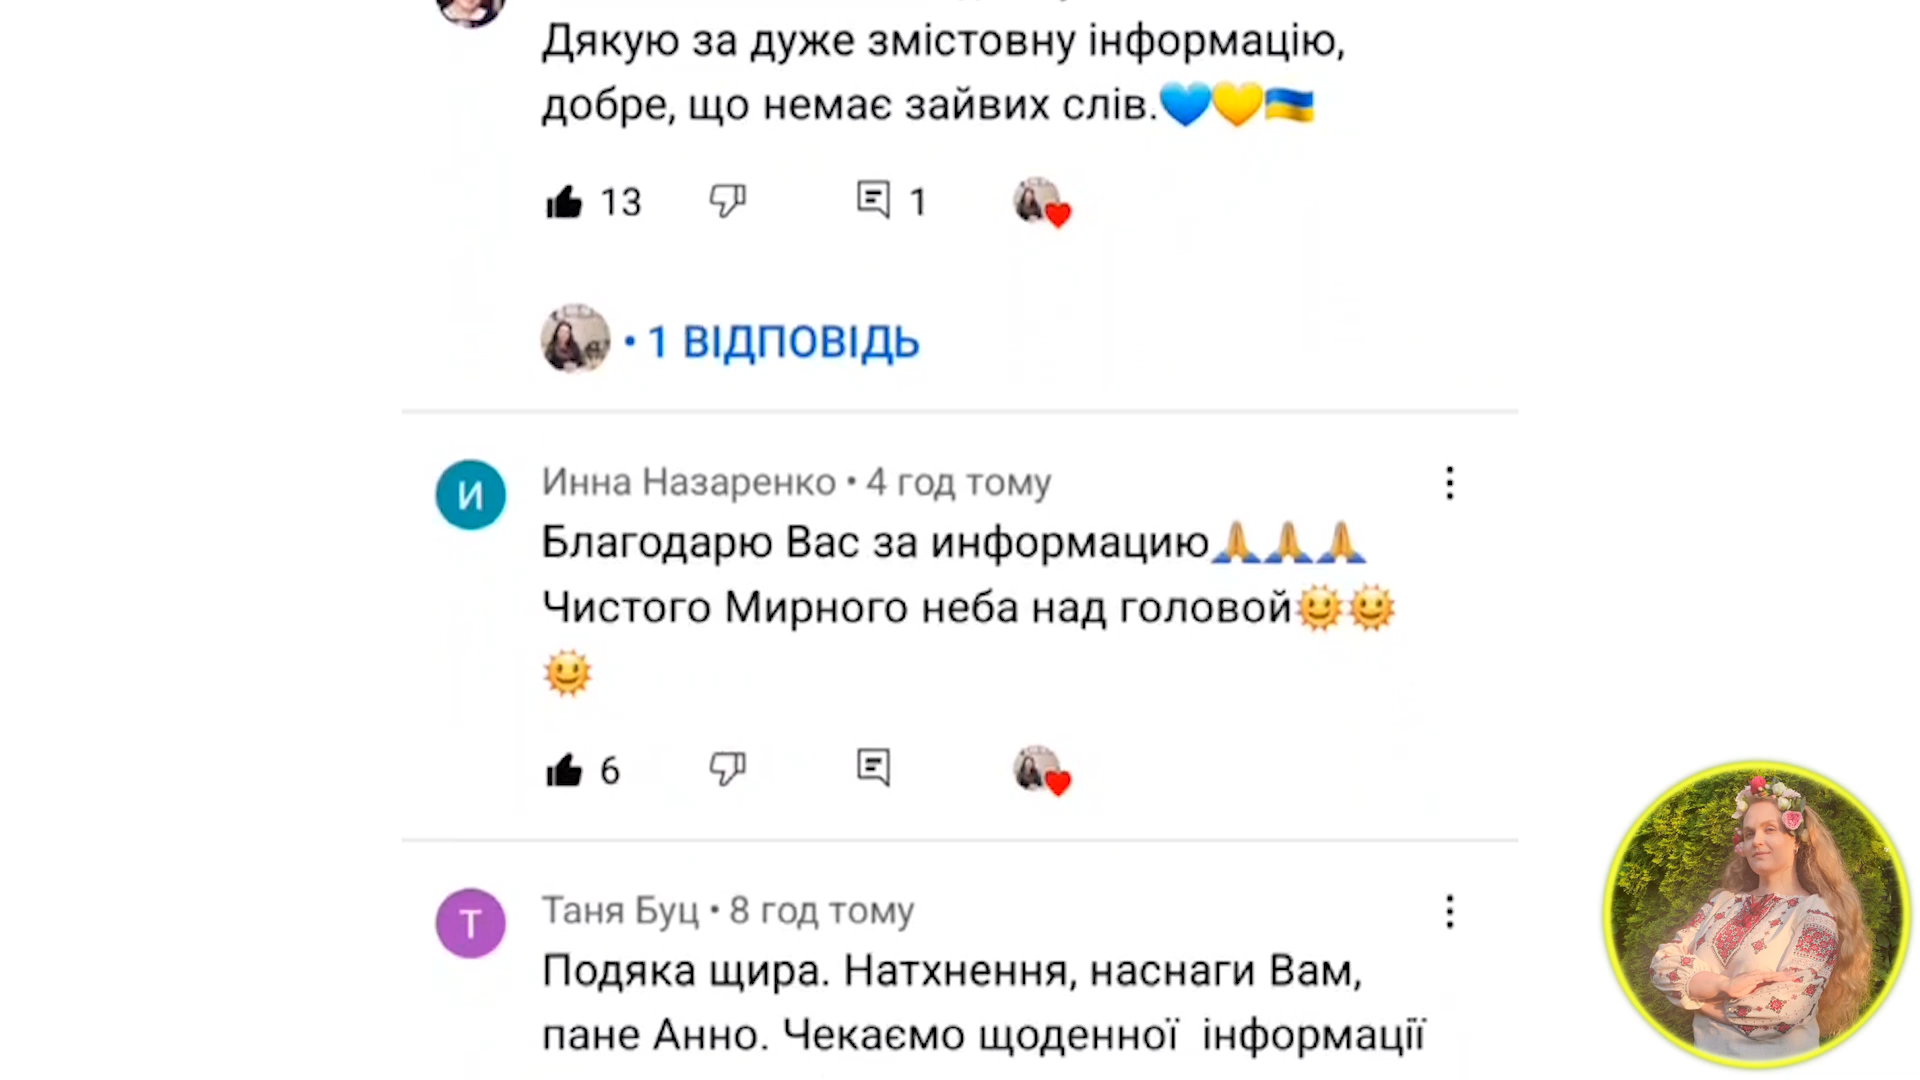 Дякую за дуже змістовну інформацію,
добре, що немає зайвих слів.💙💛🇺🇦
13
1
• 1 ВІДПОВІДЬ
И
Инна Назаренко • 4 год тому
Благодарю Вас за информацию🙏🙏🙏
Чистого Мирного неба над головой🌞🌞
🌞
6
Т
Таня Буц • 8 год тому
Подяка щира. Натхнення, наснаги Вам,
пане Анно. Чекаємо щоденної інформації